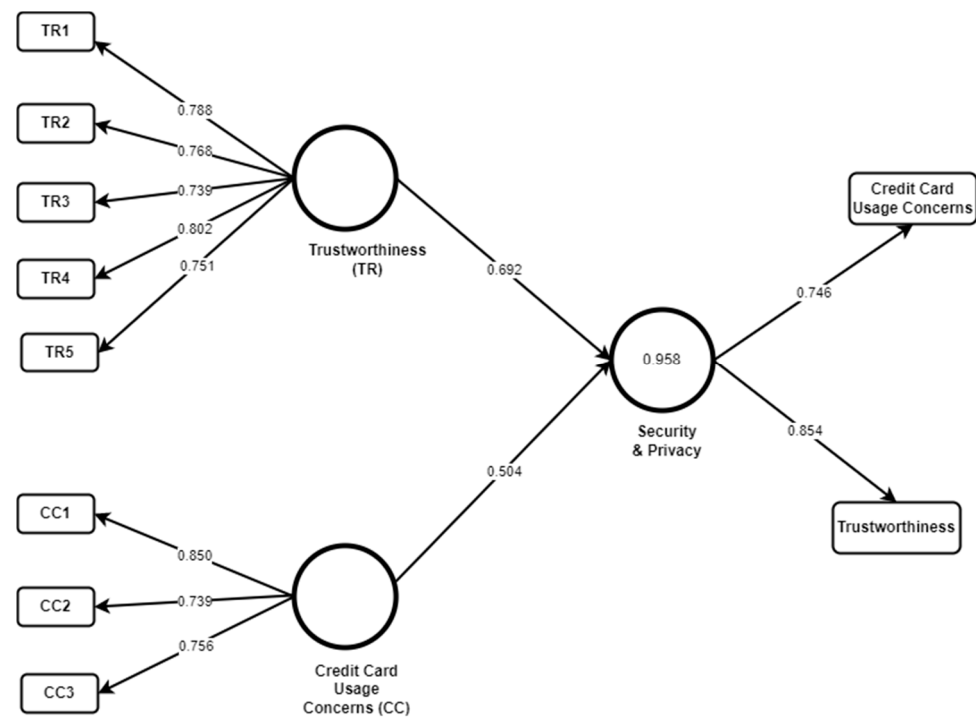 TR1
0.788
TR2
0.768
TR3
0.739
TR4
0.802
TR5
0.751
Trustworthiness
(TR)
0.692
CC1
0.850
CC2
0.739
CC3
0.756
Credit Card
Usage
Concerns (CC)
0.504
0.958
Security
& Privacy
0.746
Credit Card
Usage Concerns
0.854
Trustworthiness